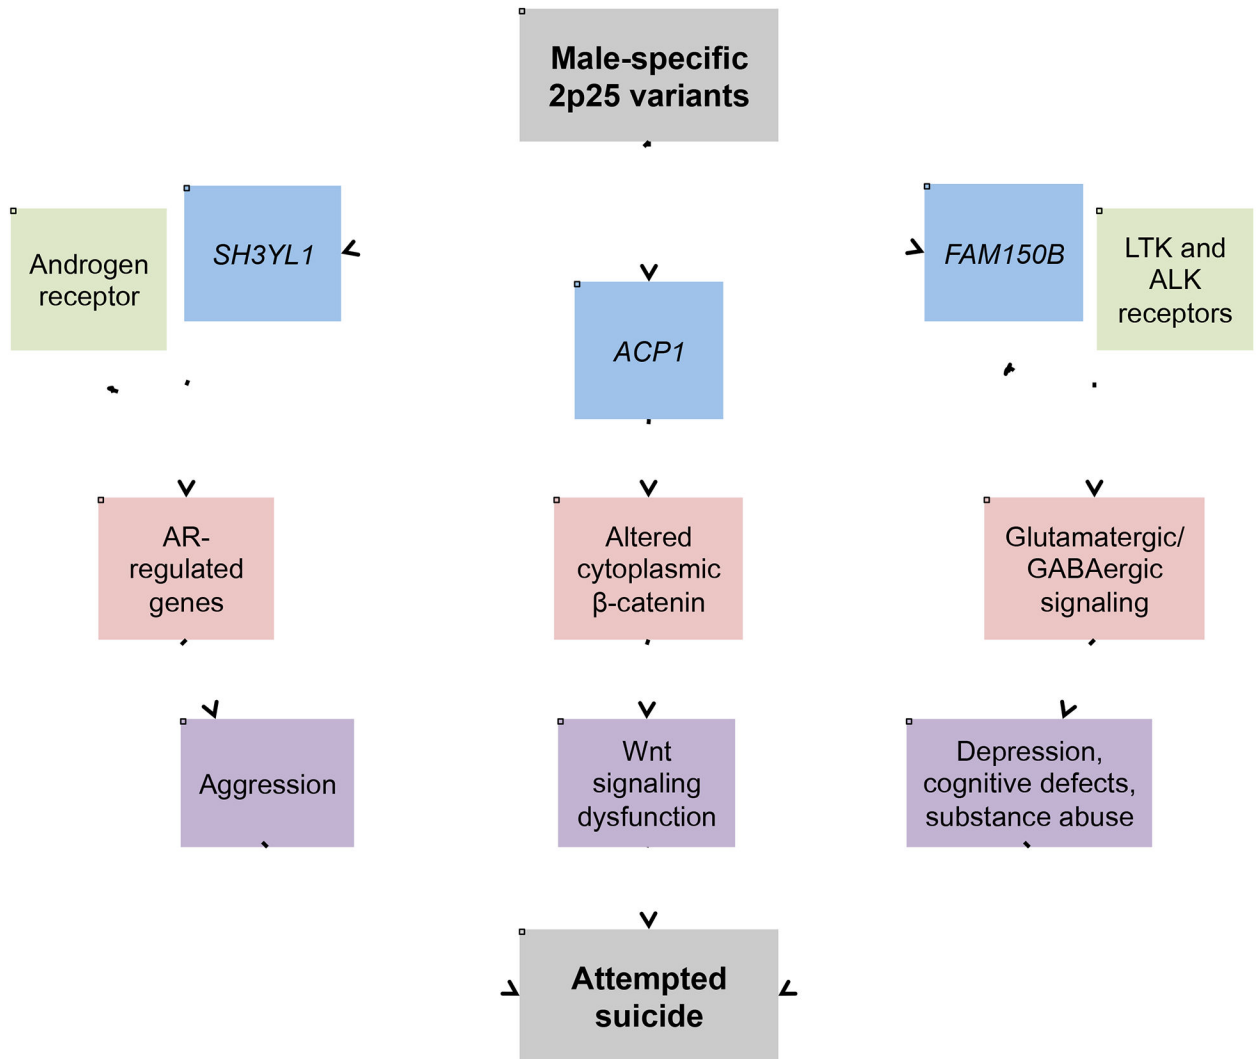 Male-specific
2p25 variants
Androgen
receptor
SH3YL1
ACP1
FAM150B
LTK and
ALK
receptors
AR-
regulated
genes
Altered
cytoplasmic
β-catenin
Glutamatergic/
GABAergic
signaling
Aggression
Wnt
signaling
dysfunction
Depression,
cognitive defects,
substance abuse
Attempted
suicide